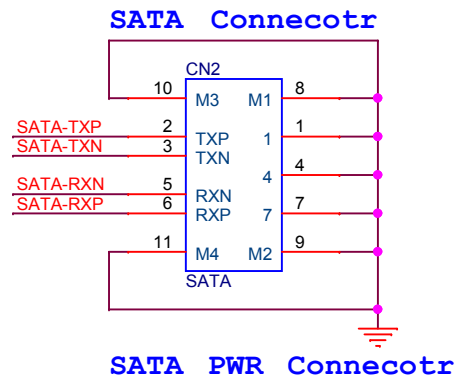 SATA Connecotr
CN2
10 M3 M1 8
SATA-TXP 2 TXP 1 1
SATA-TXN 3 TXN
4 4
SATA-RXN 5 RXN
SATA-RXP 6 RXP 7 7
11 M4 M2 9
SATA
SATA PWR Connecotr